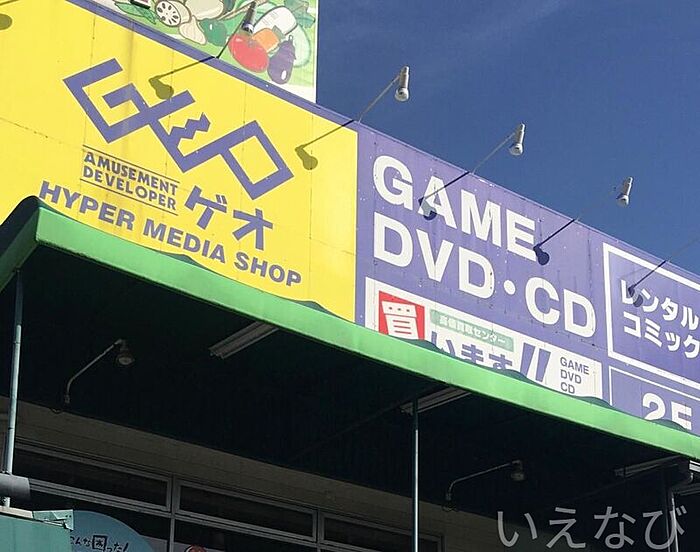 AMUSEMENT
DEVELOPER
ゲオ
HYPER MEDIA SHOP
GAME
DVD・CD
レンタル
コミック
買
高価買取センター
います
GAME
DVD
CD
25
いえなび